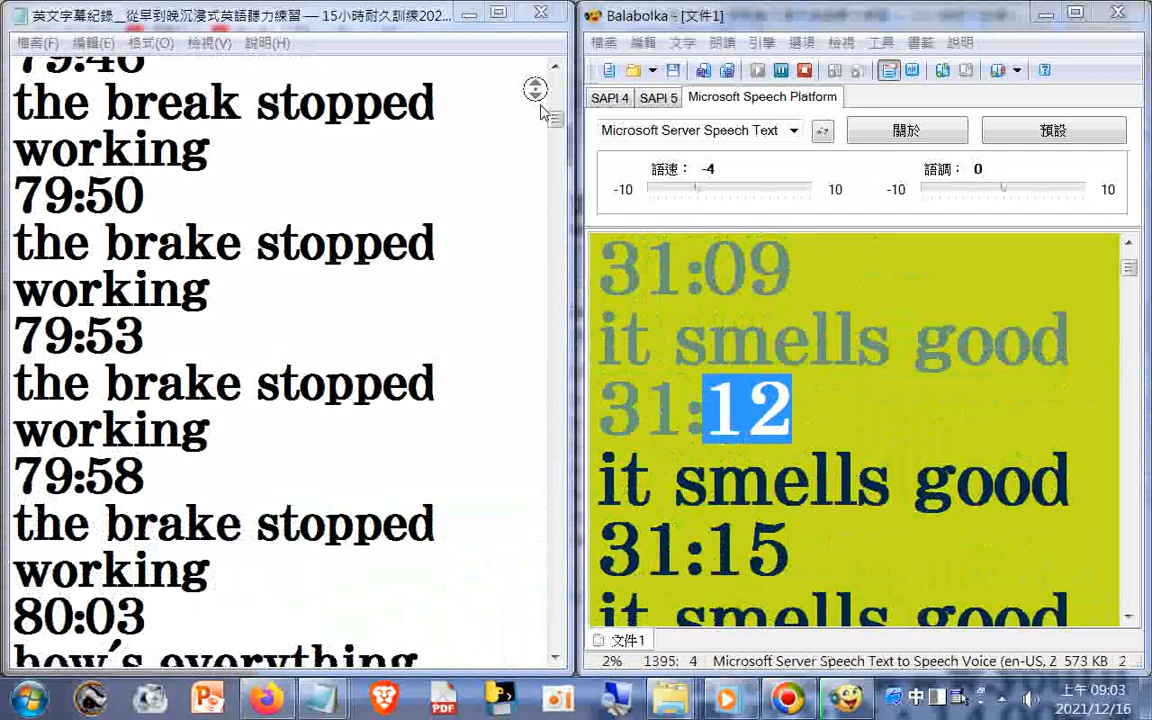 英文字幕紀錄__從早到晚沉浸式英語聽力練習 — 15小時耐久訓練202...
檔案(F) 編輯(E) 格式(O) 檢視(V) 說明(H)
79:46
the break stopped
working
79:50
the brake stopped
working
79:53
the brake stopped
working
79:58
the brake stopped
working
80:03
how's everything
Balabolka - [文件1]
檔案 編輯 文字 朗讀 引擎 選項 檢視 工具 書籤 說明
SAPI 4 SAPI 5 Microsoft Speech Platform
Microsoft Server Speech Text 關於 預設
語速： -4 語調： 0
-10 10 -10 10
31:09
it smells good
31:12
it smells good
31:15
it smells good
文件1
2% 1395: 4 Microsoft Server Speech Text to Speech Voice (en-US, Z 573 KB 2
PDF
中
上午 09:03
2021/12/16